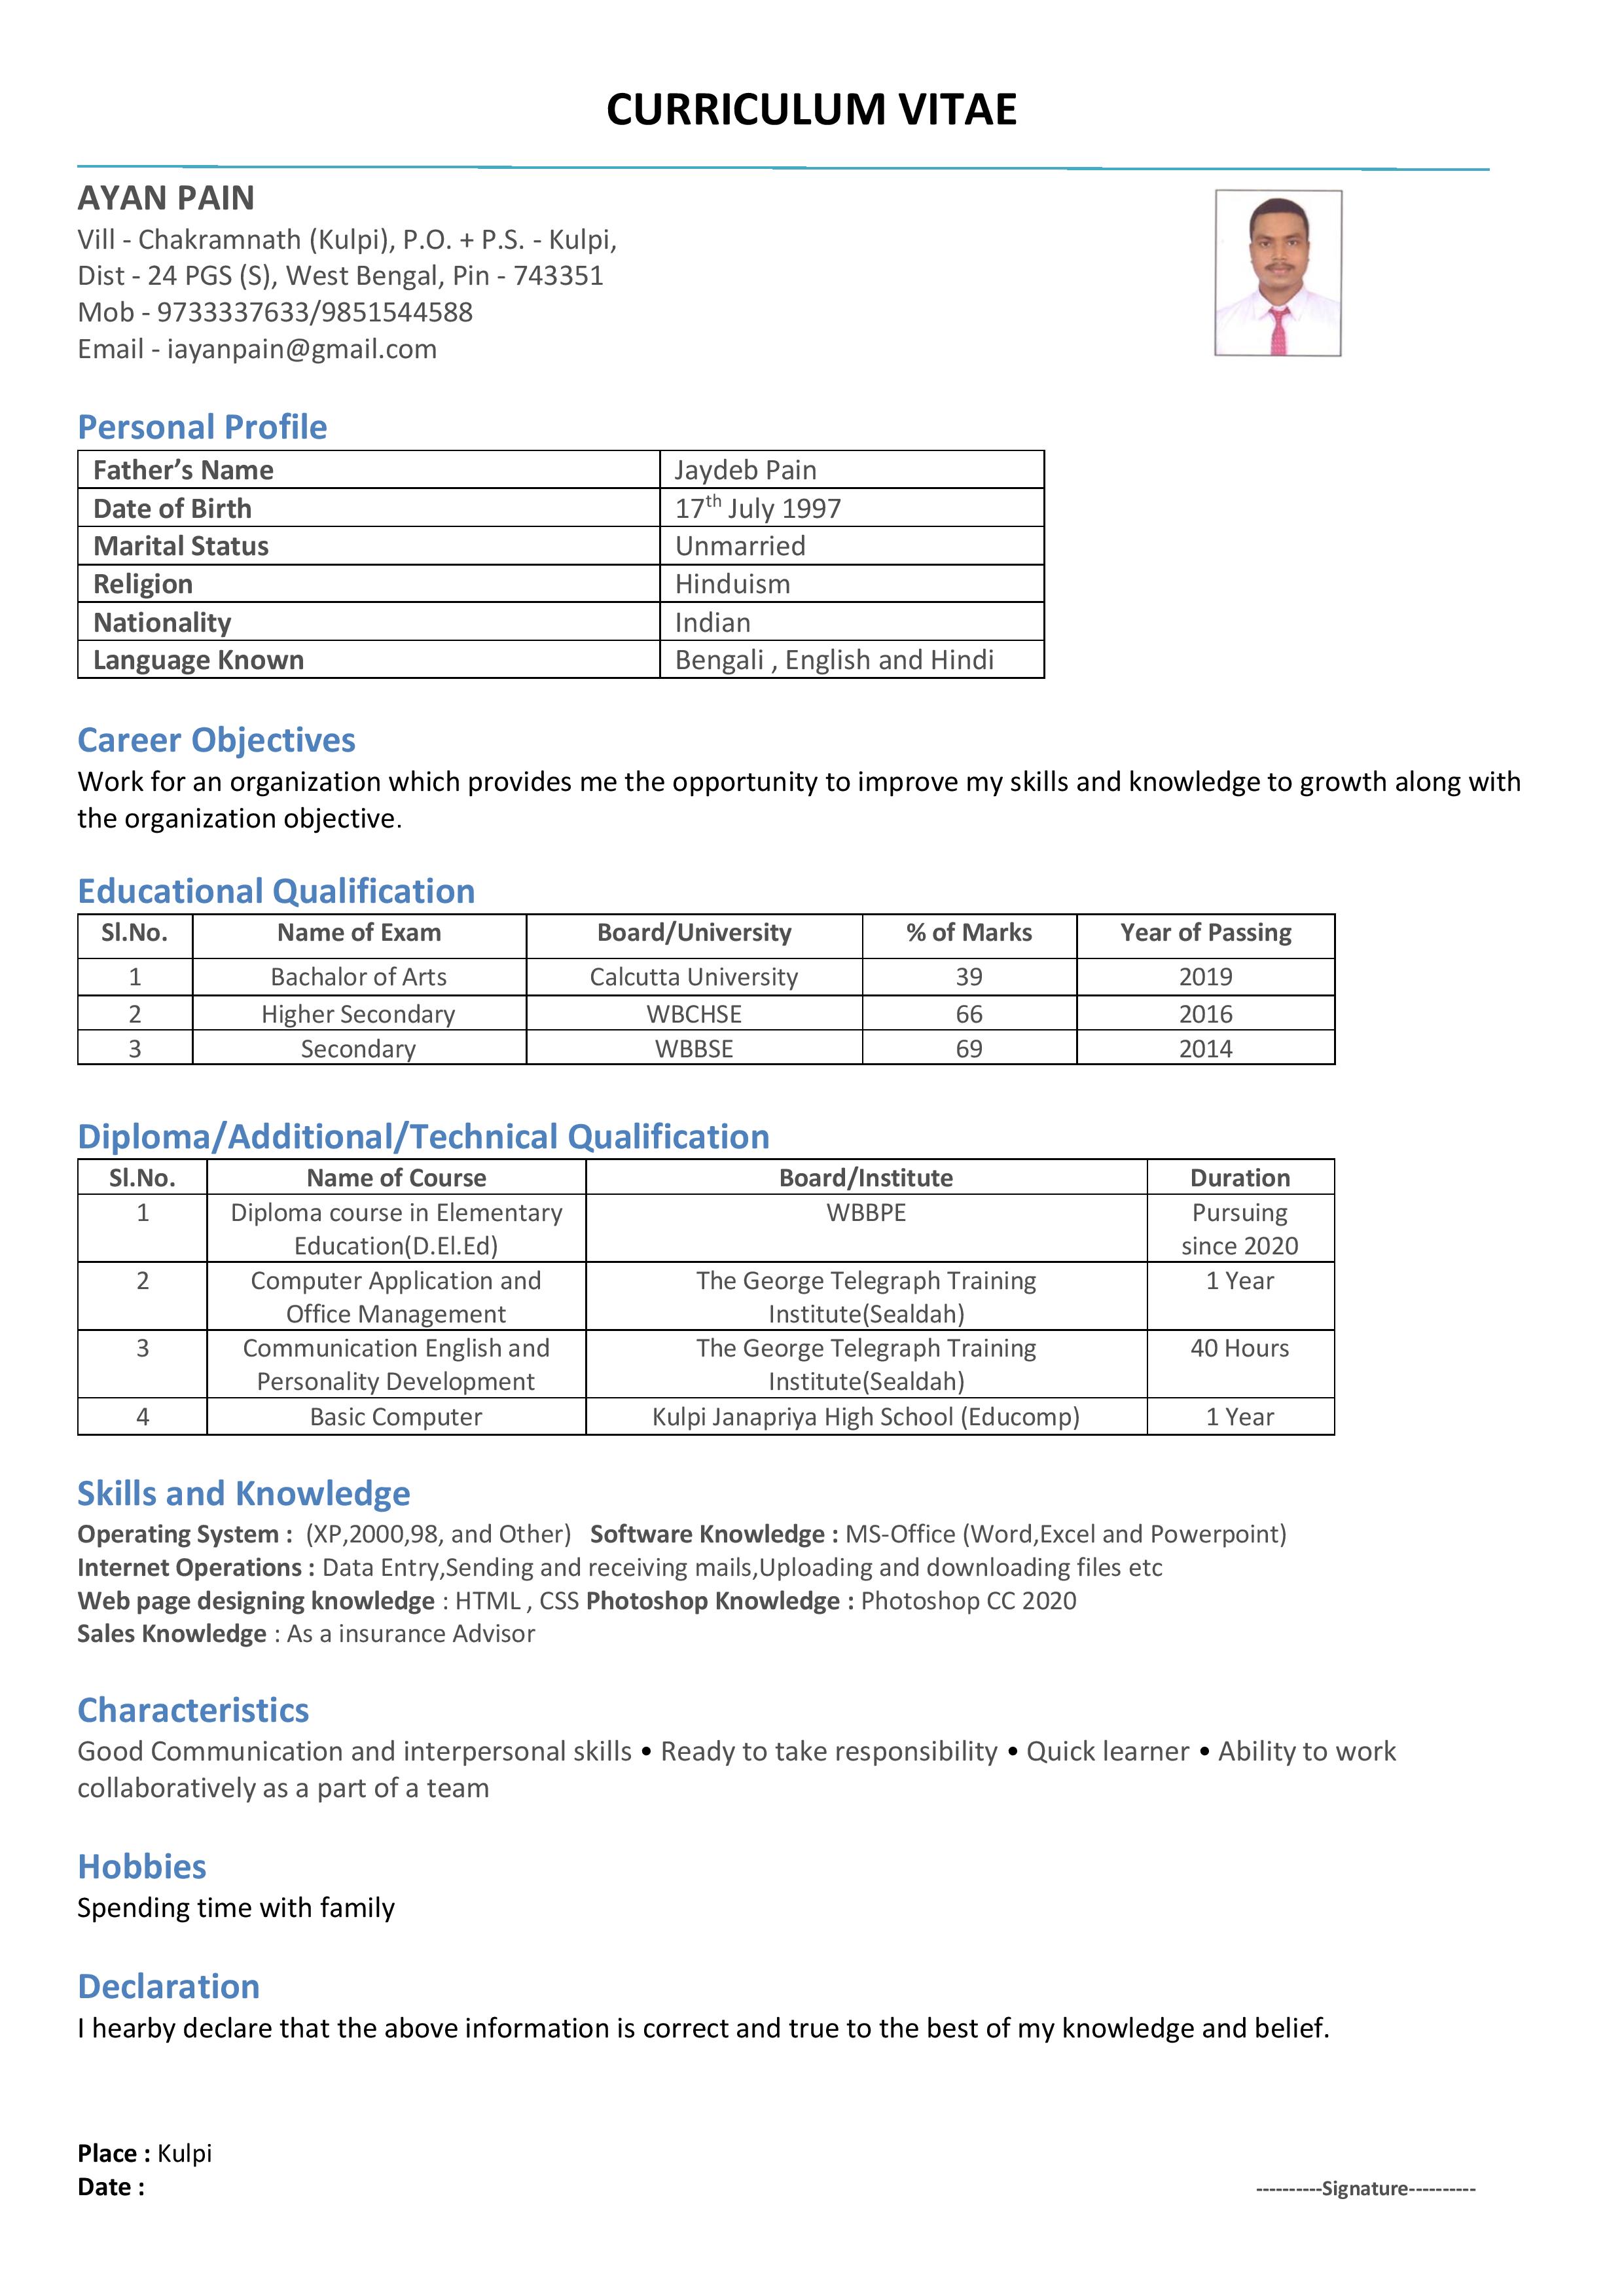 CURRICULUM VITAE
AYAN PAIN
Vill - Chakramnath (Kulpi), P.O. + P.S. - Kulpi,
Dist - 24 PGS (S), West Bengal, Pin - 743351
Mob - 9733337633/9851544588
Email - iayanpain@gmail.com
Personal Profile
Father’s Name Jaydeb Pain
Date of Birth 17th July 1997
Marital Status Unmarried
Religion Hinduism
Nationality Indian
Language Known Bengali , English and Hindi
Career Objectives
Work for an organization which provides me the opportunity to improve my skills and knowledge to growth along with
the organization objective.
Educational Qualification
Sl.No. Name of Exam Board/University % of Marks Year of Passing
1 Bachalor of Arts Calcutta University 39 2019
2 Higher Secondary WBCHSE 66 2016
3 Secondary WBBSE 69 2014
Diploma/Additional/Technical Qualification
Sl.No. Name of Course Board/Institute Duration
1 Diploma course in Elementary WBBPE Pursuing
Education(D.El.Ed) since 2020
2 Computer Application and The George Telegraph Training 1 Year
Office Management Institute(Sealdah)
3 Communication English and The George Telegraph Training 40 Hours
Personality Development Institute(Sealdah)
4 Basic Computer Kulpi Janapriya High School (Educomp) 1 Year
Skills and Knowledge
Operating System : (XP,2000,98, and Other) Software Knowledge : MS-Office (Word,Excel and Powerpoint)
Internet Operations : Data Entry,Sending and receiving mails,Uploading and downloading files etc
Web page designing knowledge : HTML , CSS Photoshop Knowledge : Photoshop CC 2020
Sales Knowledge : As a insurance Advisor
Characteristics
Good Communication and interpersonal skills • Ready to take responsibility • Quick learner • Ability to work
collaboratively as a part of a team
Hobbies
Spending time with family
Declaration
I hearby declare that the above information is correct and true to the best of my knowledge and belief.
Place : Kulpi
Date : ----------Signature----------